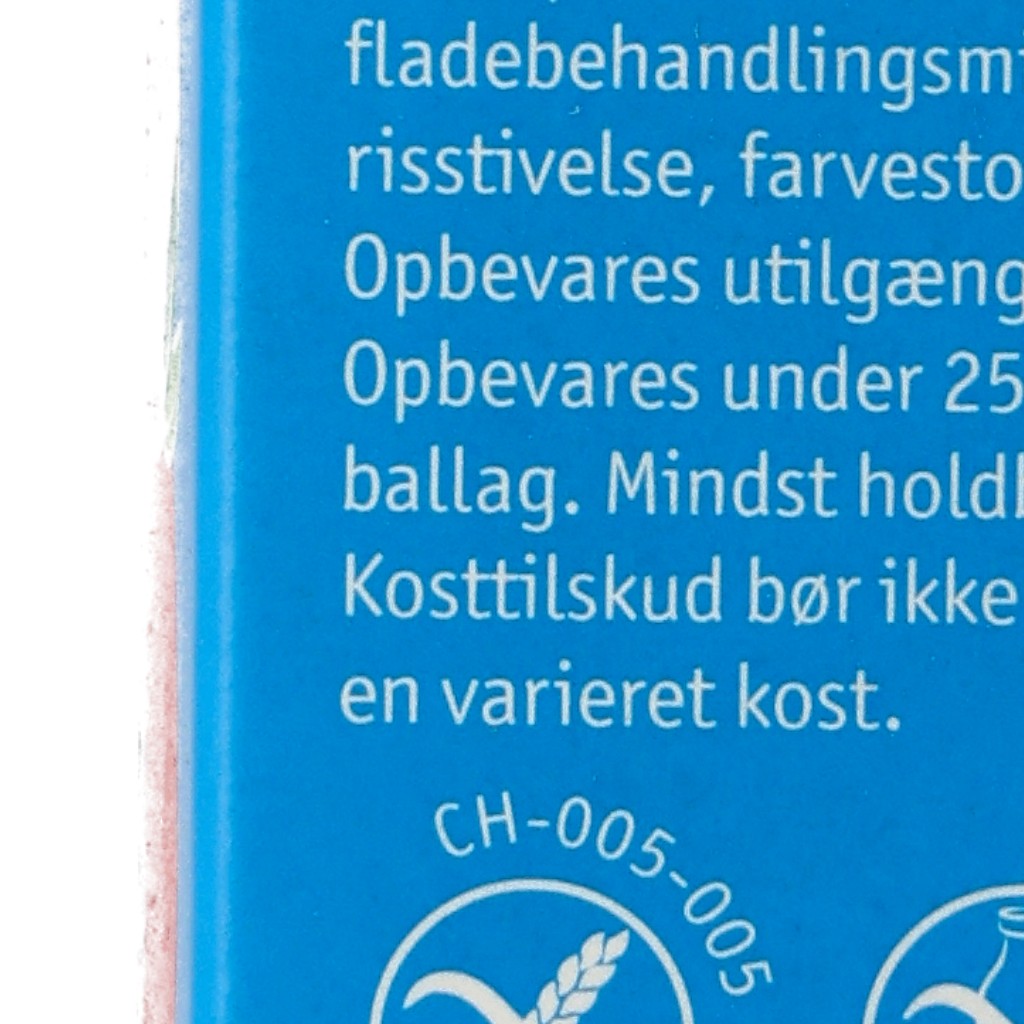 fladebehandlingsm
risstivelse, farvesto
Opbevares utilgæng
Opbevares under 25
ballag. Mindst hold
Kosttilskud bør ikke
en varieret kost.
CH-005-005